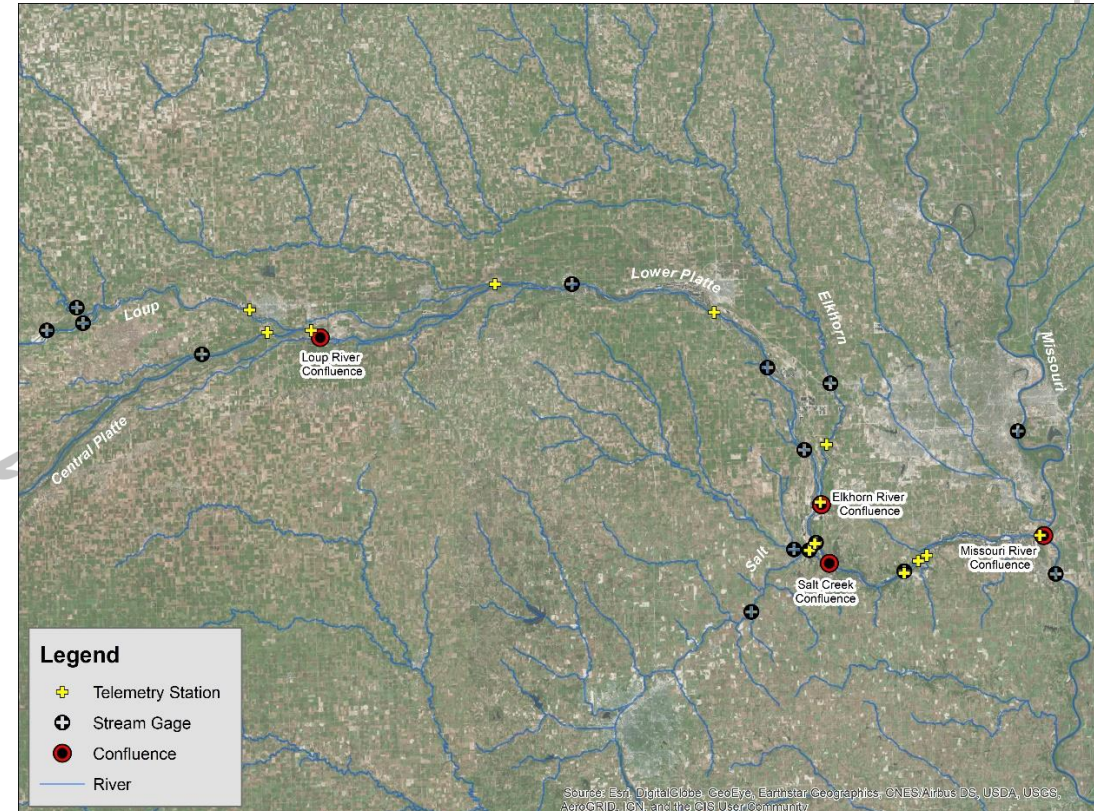 Lower Platte
Elkhorn
Loup
Missouri
Loup River
Confluence
Central Platte
Elkhorn River
Confluence
Salt
Missouri River
Confluence
Salt Creek
Confluence
Legend
Telemetry Station
Stream Gage
Confluence
River
Source: Esri, DigitalGlobe, GeoEye, Earthstar Geographics, CNES/Airbus DS, USDA, USGS,
AeroGRID, IGN, and the GIS User Community